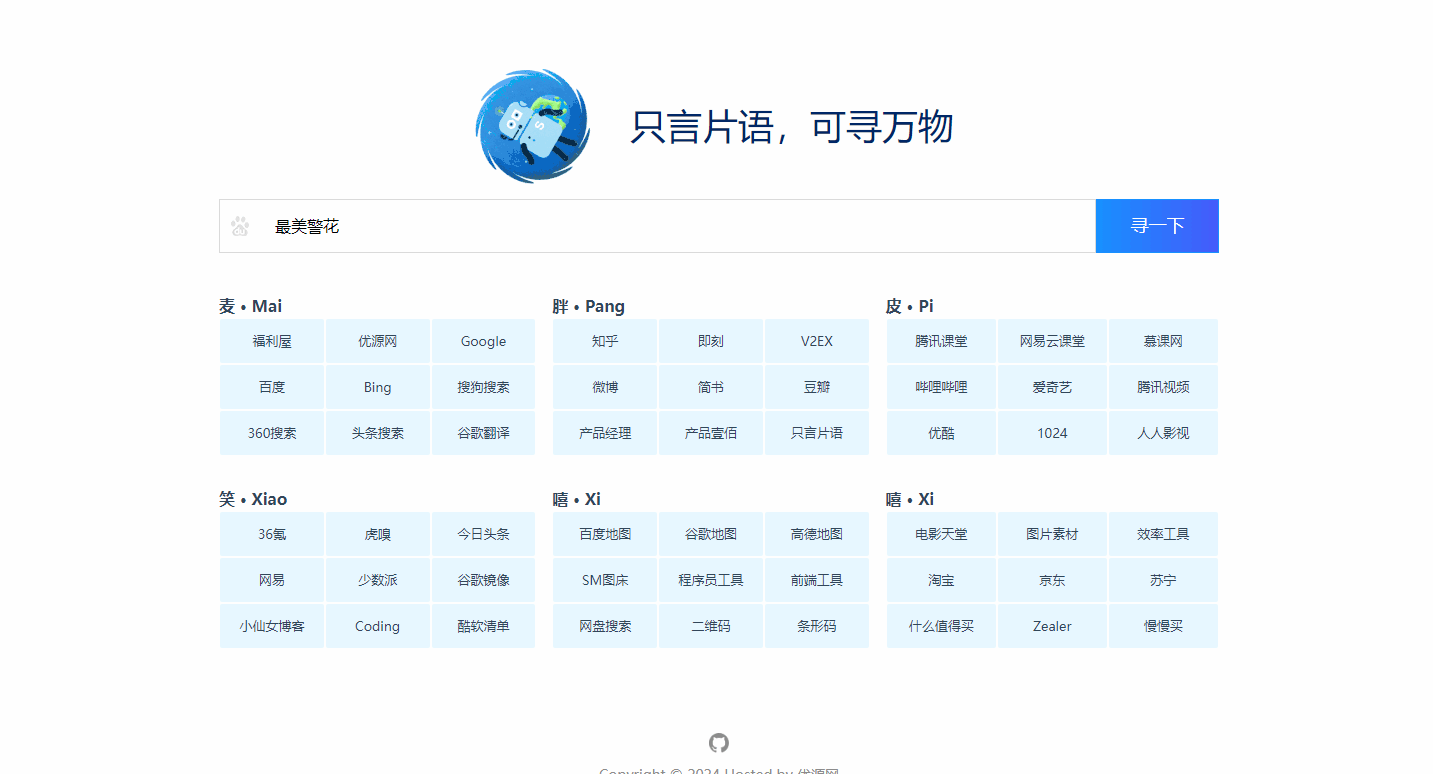 只言片语，可寻万物
最美警花 寻一下
麦 • Mai 胖 • Pang 皮 • Pi
福利屋 优源网 Google 知乎 即刻 V2EX 腾讯课堂 网易云课堂 慕课网
百度 Bing 搜狗搜索 微博 简书 豆瓣 哔哩哔哩 爱奇艺 腾讯视频
360搜索 头条搜索 谷歌翻译 产品经理 产品壹佰 只言片语 优酷 1024 人人影视
笑 • Xiao 嘻 • Xi 嘻 • Xi
36氪 虎嗅 今日头条 百度地图 谷歌地图 高德地图 电影天堂 图片素材 效率工具
网易 少数派 谷歌镜像 SM图床 程序员工具 前端工具 淘宝 京东 苏宁
小仙女博客 Coding 酷软清单 网盘搜索 二维码 条形码 什么值得买 Zealer 慢慢买
Copyright © 2024 Hosted by 优源网